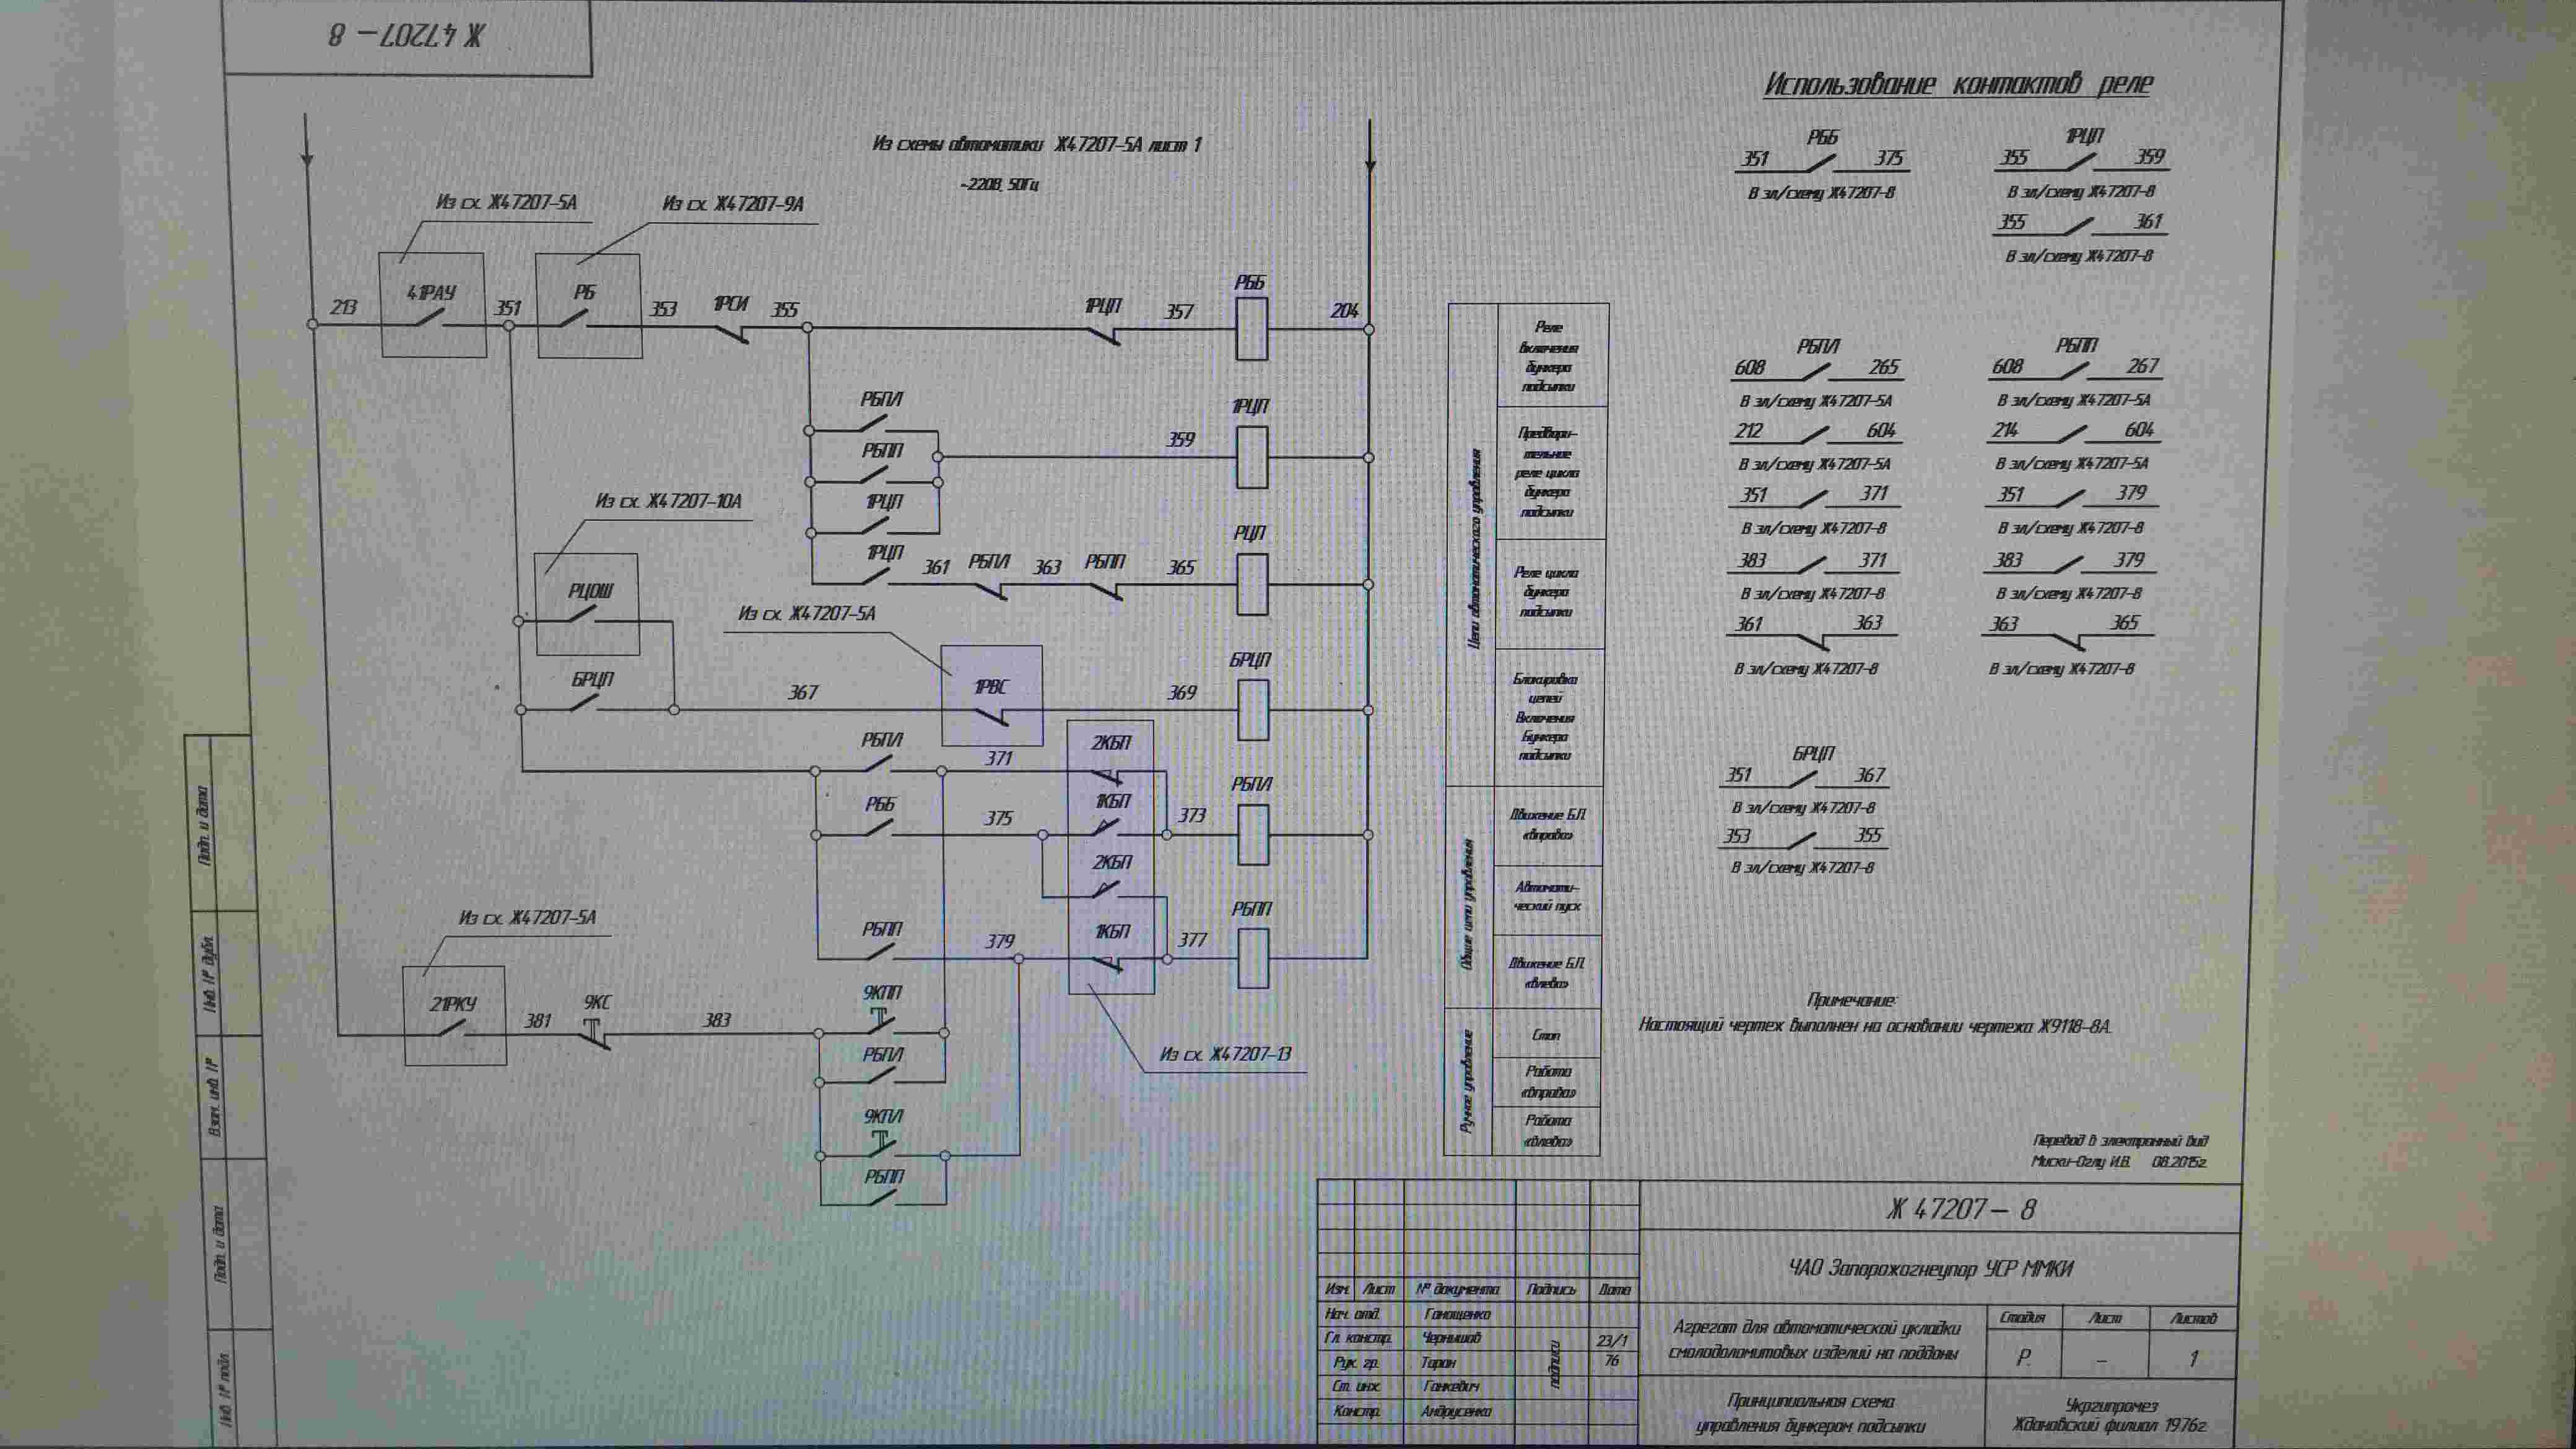 Ж 47207– 8
Использование контактов реле
Из схемы автоматики Ж47207-5А лист 1
~220В, 50Гц
Из сх. Ж47207-5А
Из сх. Ж47207-9А
213
41РАУ
351
РБ
353
1РСИ
355
1РЦП
357
РББ
204
РБПЛ
РБПП
359
1РЦП
1РЦП
Из сх. Ж47207-10А
1РЦП
361
РБПЛ
363
РБПП
365
РЦП
РЦОШ
Из сх. Ж47207-5А
БРЦП
367
1РВС
369
БРЦП
РБПЛ
371
2КБП
РББ
375
1КБП
373
РБПЛ
2КБП
РБПП
379
1КБП
377
РБПП
Из сх. Ж47207-5А
21РКУ
381
9КС
383
9КПП
РБПЛ
Из сх. Ж47207-13
9КПЛ
РБПП
Цепи автоматического управления
Реле
включения
бункера
подсыпки
Предвари-
тельное
реле цикла
бункера
подсыпки
Реле цикла
бункера
подсыпки
Блокировка
цепей
Включения
Бункера
подсыпки
Общие цепи управления
Движение Б.П.
«вправо»
Автомати-
ческий пуск
Движение Б.П.
«влево»
Ручное управление
Стоп
Работа
«вправо»
Работа
«влево»
РББ
351 375
В эл/схему Ж47207-8
1РЦП
355 359
В эл/схему Ж47207-8
355 361
В эл/схему Ж47207-8
РБПЛ
608 265
В эл/схему Ж47207-5А
212 604
В эл/схему Ж47207-5А
351 371
В эл/схему Ж47207-8
383 371
В эл/схему Ж47207-8
361 363
В эл/схему Ж47207-8
РБПП
608 267
В эл/схему Ж47207-5А
214 604
В эл/схему Ж47207-5А
351 379
В эл/схему Ж47207-8
383 379
В эл/схему Ж47207-8
363 365
В эл/схему Ж47207-8
БРЦП
351 367
В эл/схему Ж47207-8
353 355
В эл/схему Ж47207-8
Примечание:
Настоящий чертеж выполнен на основании чертежа Ж9118-8А.
Перевод в электронный вид
Миски-Оглу И.В. 08.2015г.
Подп. и дата
Инв. № дубл.
Взам. инв. №
Подп. и дата
Инв. № подл.
Изм. Лист № документа Подпись Дата
Нач. отд. Ганощенко
Гл. констр. Чернышов 23/1
Рук. гр. Таран 76
Ст. инж. Ганкевич
Констр. Андрусенко
подписи
Ж 47207– 8
ЧАО Запорожогнеупор УСР ММКИ
Агрегат для автоматической укладки
смолодоломитовых изделий на поддоны
Стадия Лист Листов
Р. – 1
Принципиальная схема
управления бункером подсыпки
Укргипромез
Ждановский филиал 1976г.